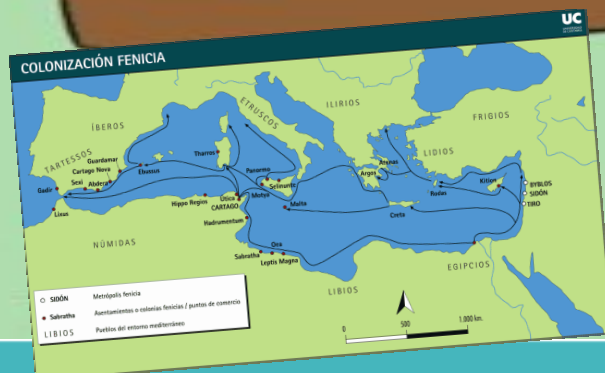 COLONIZACIÓN FENICIA
UC
ÍBEROS
ETRUSCOS
ILIRIOS
FRIGIOS
LIDIOS
TARTESSOS
Guardamar
Cartago Nova
Sexi
Abdera
Gadir
Lixus
Ebusus
Tharros
Panormo
Selinunte
Motya
Utica
CARTAGO
Hippo Region
Hadrumentum
Malta
Atenas
Argos
Rodas
Creta
Kition
BYBLOS
SIDÓN
TIRO
NÚMIDAS
Sabratha
Oea
Leptis Magna
LIBIOS
EGIPCIOS
SIDÓN Metrópolis fenicia
Sabratha Asentamientos o colonias fenicias / puntos de comercio
LIBIOS Pueblos del entorno mediterráneo
0 500 1.000 km.